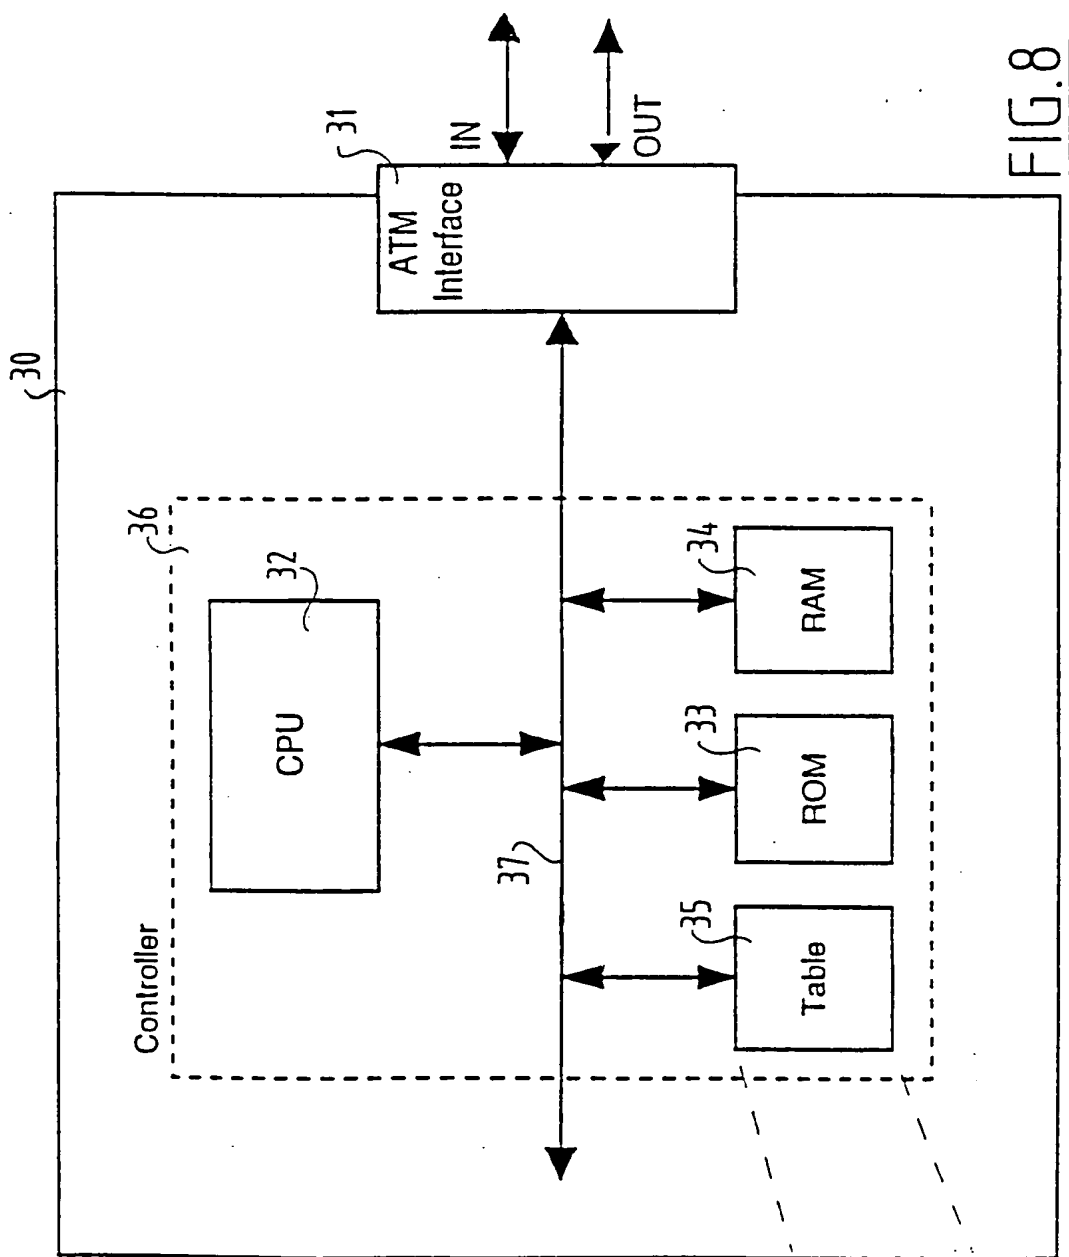 30
Controller
36
CPU
32
37
Table
35
ROM
33
RAM
34
ATM
Interface
31
IN
OUT
FIG.8